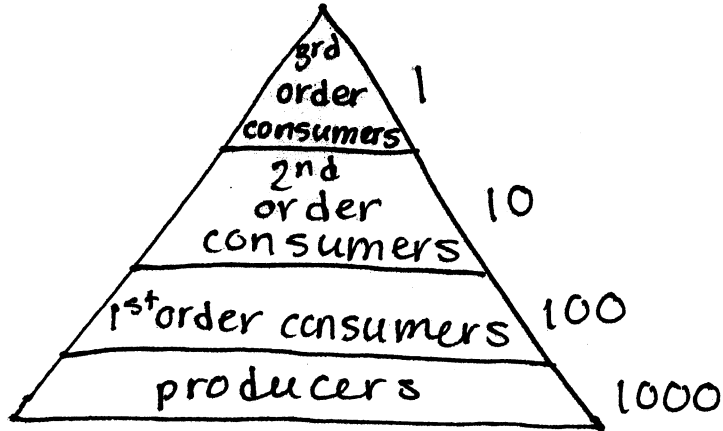 3rd
order
consumers
1
2nd
order
consumers
10
1st order consumers
100
producers
1000